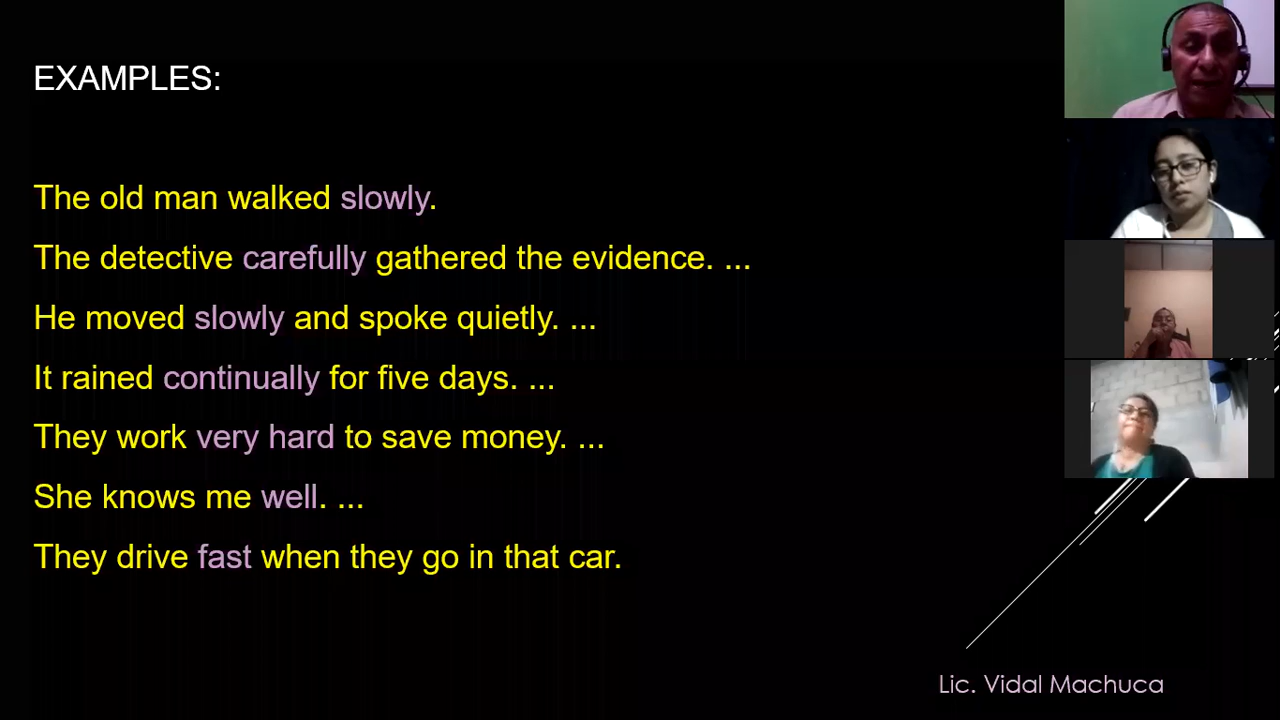 EXAMPLES:
The old man walked slowly.
The detective carefully gathered the evidence. ...
He moved slowly and spoke quietly. ...
It rained continually for five days. ...
They work very hard to save money. ...
She knows me well. ...
They drive fast when they go in that car.
Lic. Vidal Machuca